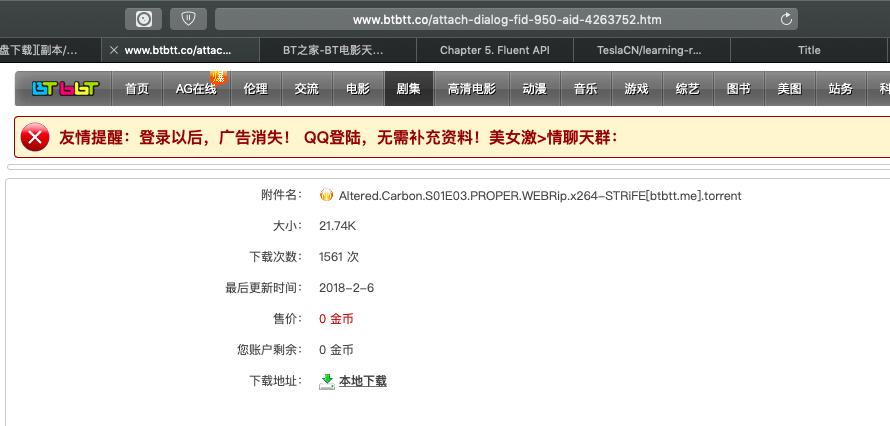 www.btbtt.co/attach-dialog-fid-950-aid-4263752.htm
盘下载][副本/... www.btbtt.co/attac... BT之家-BT电影天... Chapter 5. Fluent API TeslaCN/learning-r... Title
BT BBT 首页 AG在线 爆 伦理 交流 电影 剧集 高清电影 动漫 音乐 游戏 综艺 图书 美图 站务 科
友情提醒：登录以后，广告消失！ QQ登陆，无需补充资料！美女激>情聊天群：
附件名： Altered.Carbon.S01E03.PROPER.WEBRip.x264-STRiFE[btbtt.me].torrent
大小： 21.74K
下载次数： 1561 次
最后更新时间： 2018-2-6
售价： 0 金币
您账户剩余： 0 金币
下载地址： 本地下载